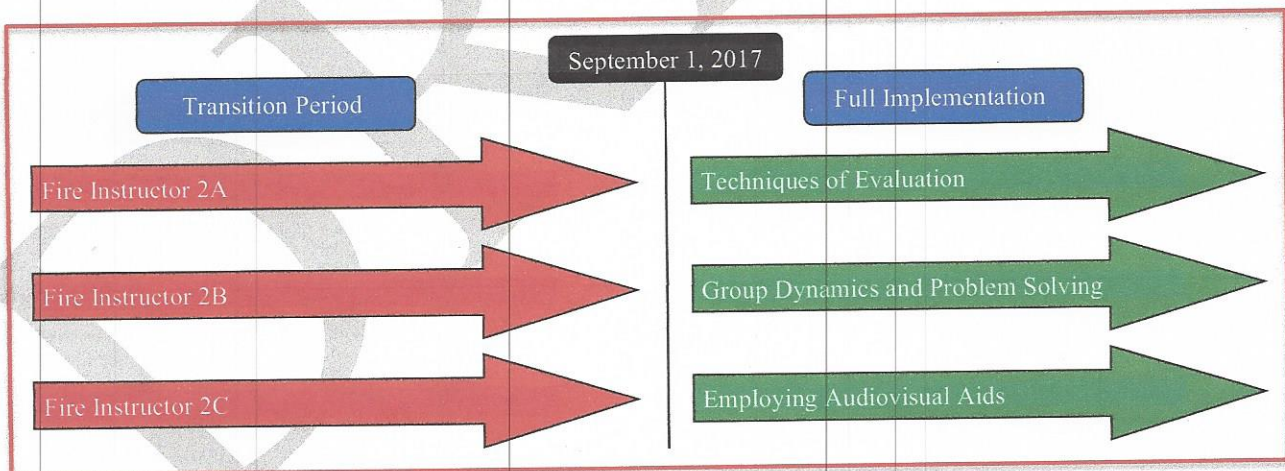 September 1, 2017
Transition Period
Full Implementation
Fire Instructor 2A
Techniques of Evaluation
Fire Instructor 2B
Group Dynamics and Problem Solving
Fire Instructor 2C
Employing Audiovisual Aids